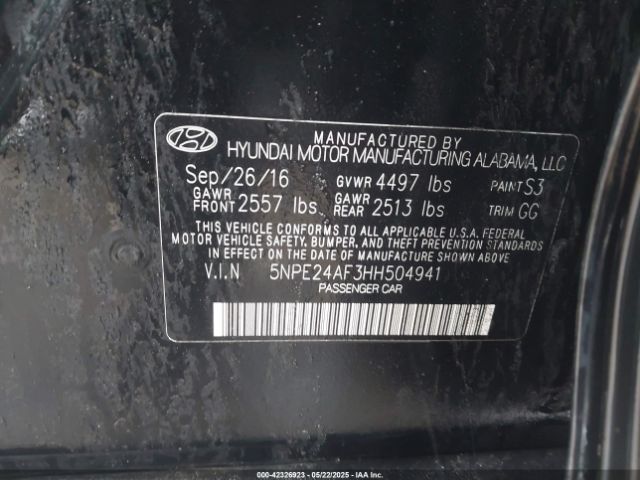 MANUFACTURED BY
HYUNDAI MOTOR MANUFACTURING ALABAMA, LLC
Sep/26/16 GVWR 4497 lbs PAINT S3
GAWR FRONT 2557 lbs GAWR REAR 2513 lbs TRIM GG
THIS VEHICLE CONFORMS TO ALL APPLICABLE U.S.A. FEDERAL
MOTOR VEHICLE SAFETY, BUMPER, AND THEFT PREVENTION STANDARDS
IN EFFECT ON THE DATE OF MANUFACTURE SHOWN ABOVE.
V.I.N 5NPE24AF3HH504941
PASSENGER CAR
000-42326923 - 05/22/2025 - IAAI.COM